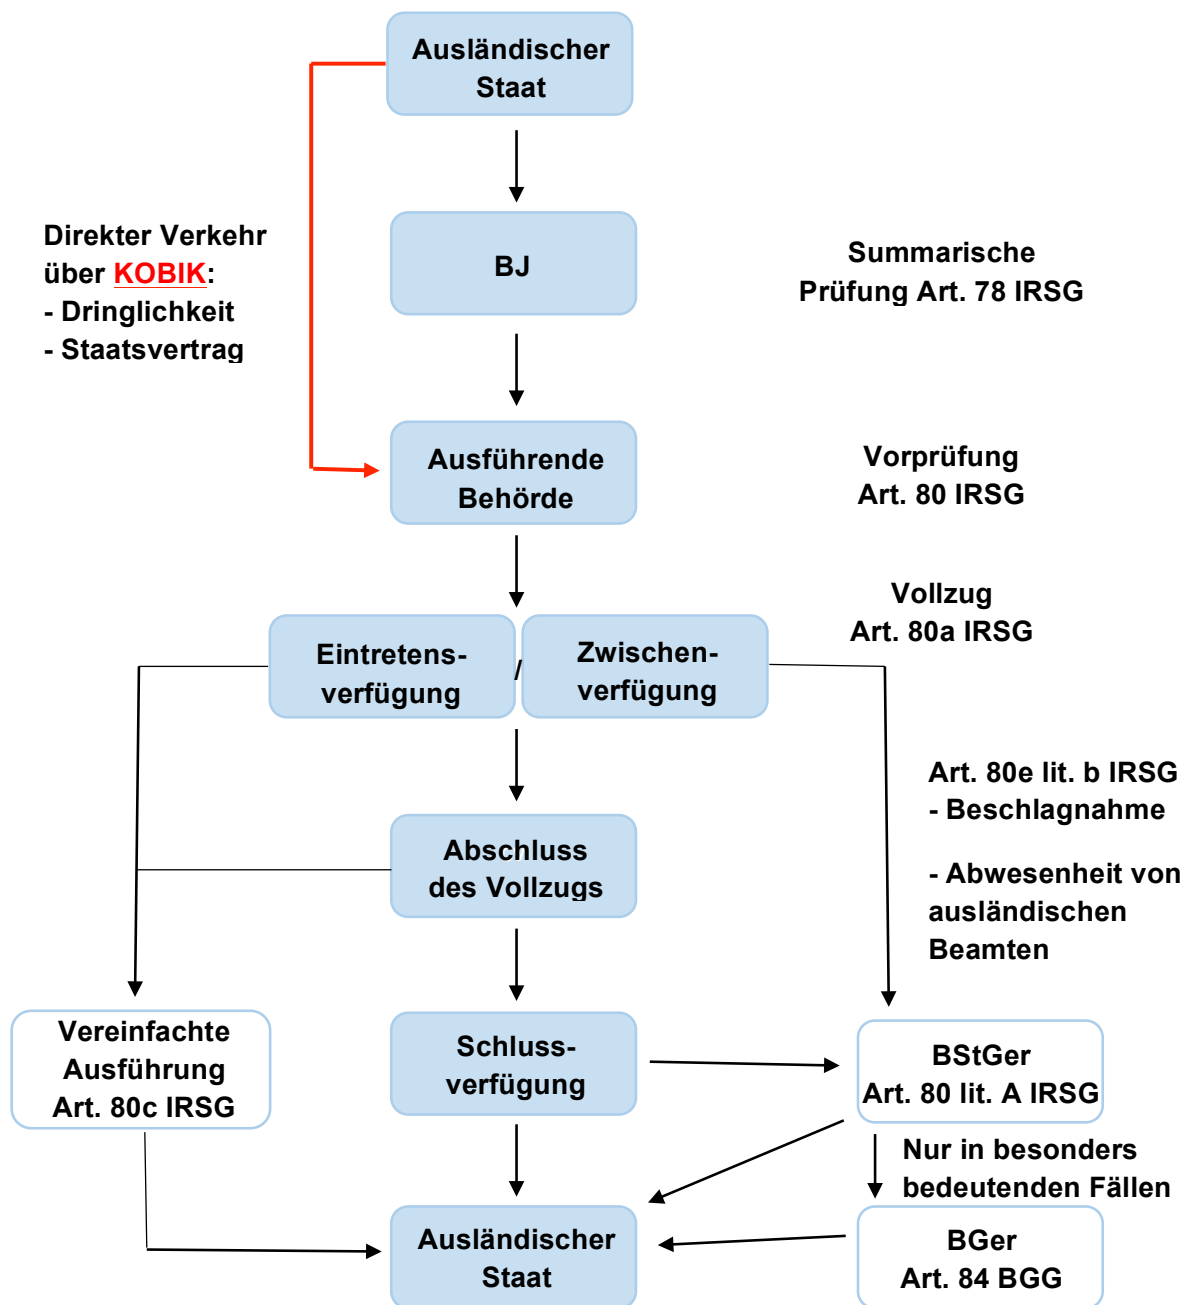 Ausländischer
Staat
Direkter Verkehr
über KOBIK:
- Dringlichkeit
- Staatsvertrag
BJ
Summarische
Prüfung Art. 78 IRSG
Ausführende
Behörde
Vorprüfung
Art. 80 IRSG
Vollzug
Art. 80a IRSG
Eintretens-
verfügung
/
Zwischen-
verfügung
Art. 80e lit. b IRSG
- Beschlagnahme
- Abwesenheit von
ausländischen
Beamten
Abschluss
des Vollzugs
Vereinfachte
Ausführung
Art. 80c IRSG
Schluss-
verfügung
BStGer
Art. 80 lit. A IRSG
Nur in besonders
bedeutenden Fällen
Ausländischer
Staat
BGer
Art. 84 BGG